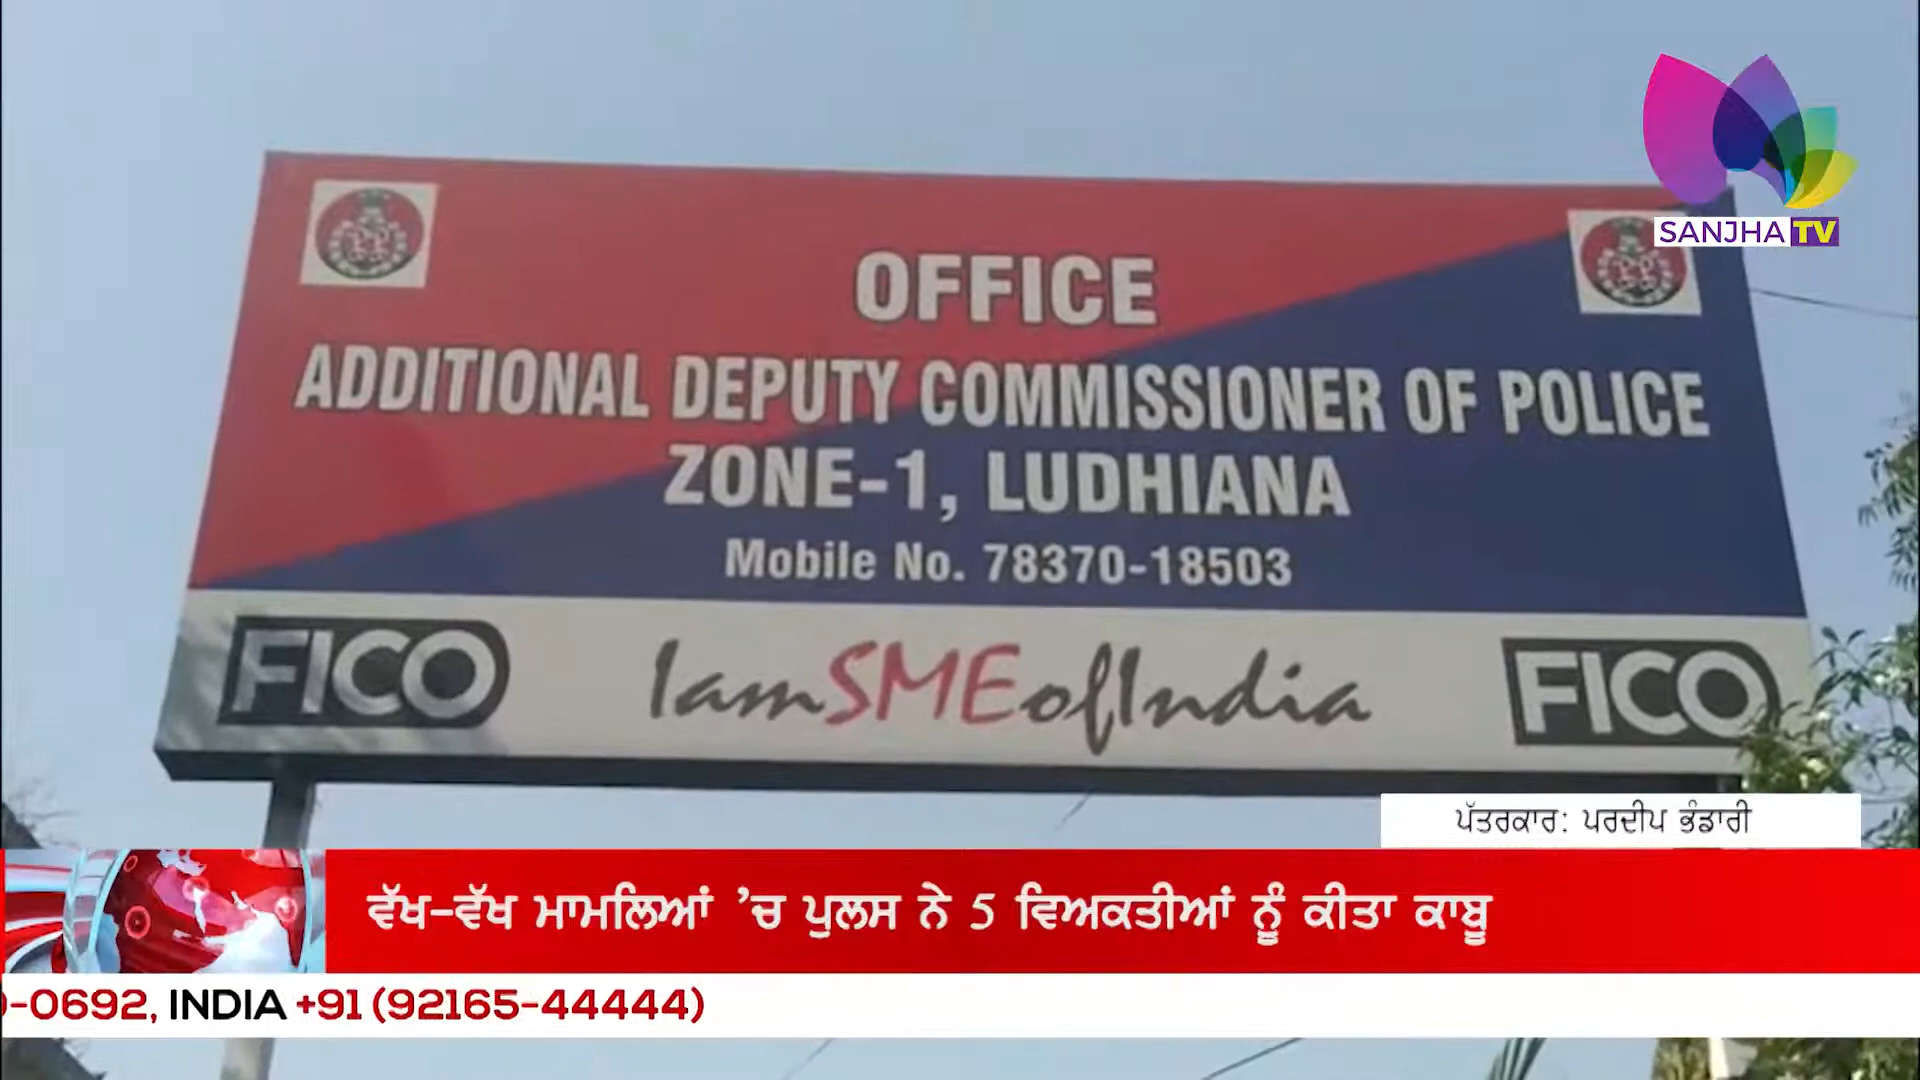 SANJHA TV
OFFICE
ADDITIONAL DEPUTY COMMISSIONER OF POLICE
ZONE-1, LUDHIANA
Mobile No. 78370-18503
FICO
IamSMEofIndia
FICO
ਪੱਤਰਕਾਰ: ਪਰਦੀਪ ਭੰਡਾਰੀ
ਵੱਖ-ਵੱਖ ਮਾਮਲਿਆਂ ’ਚ ਪੁਲਸ ਨੇ 5 ਵਿਅਕਤੀਆਂ ਨੂੰ ਕੀਤਾ ਕਾਬੂ
-0692, INDIA +91 (92165-44444)